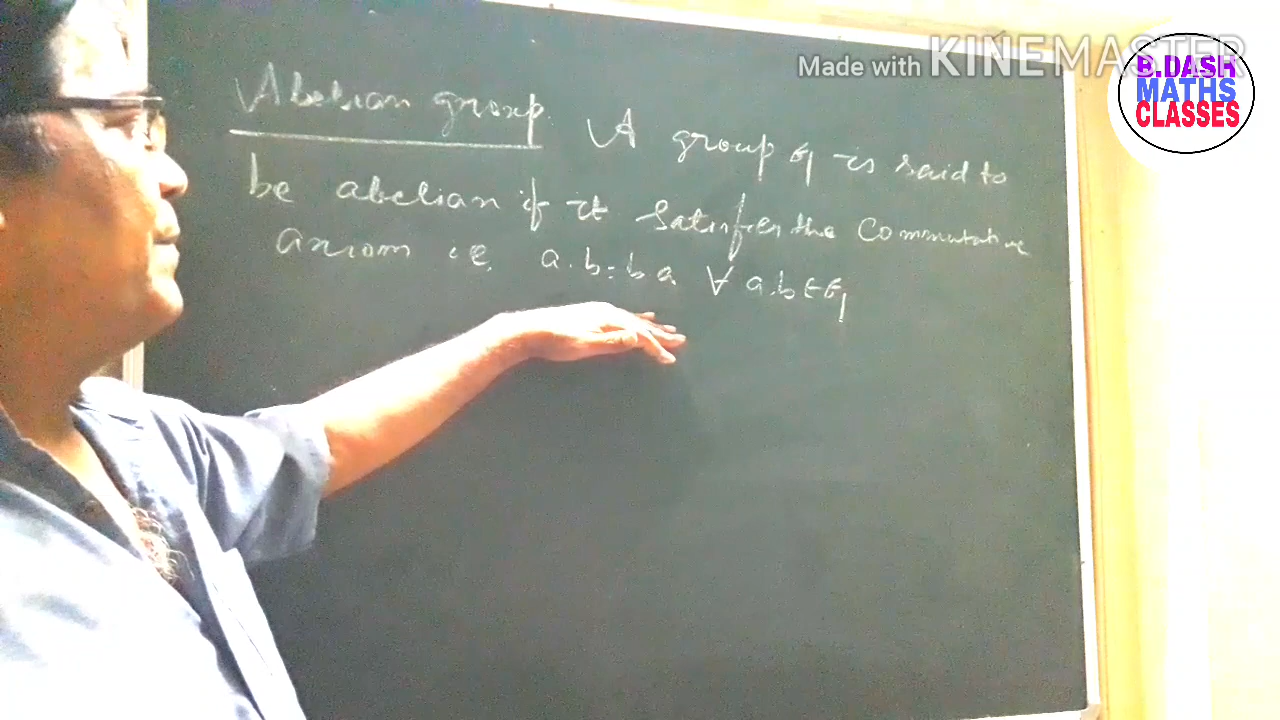 Made with KINEMASTER
B.DASH
MATHS
CLASSES
Abelian group. A group G is said to
be abelian if it satisfies the Commutative
axiom i.e. a.b=ba ∀ a.b∈G